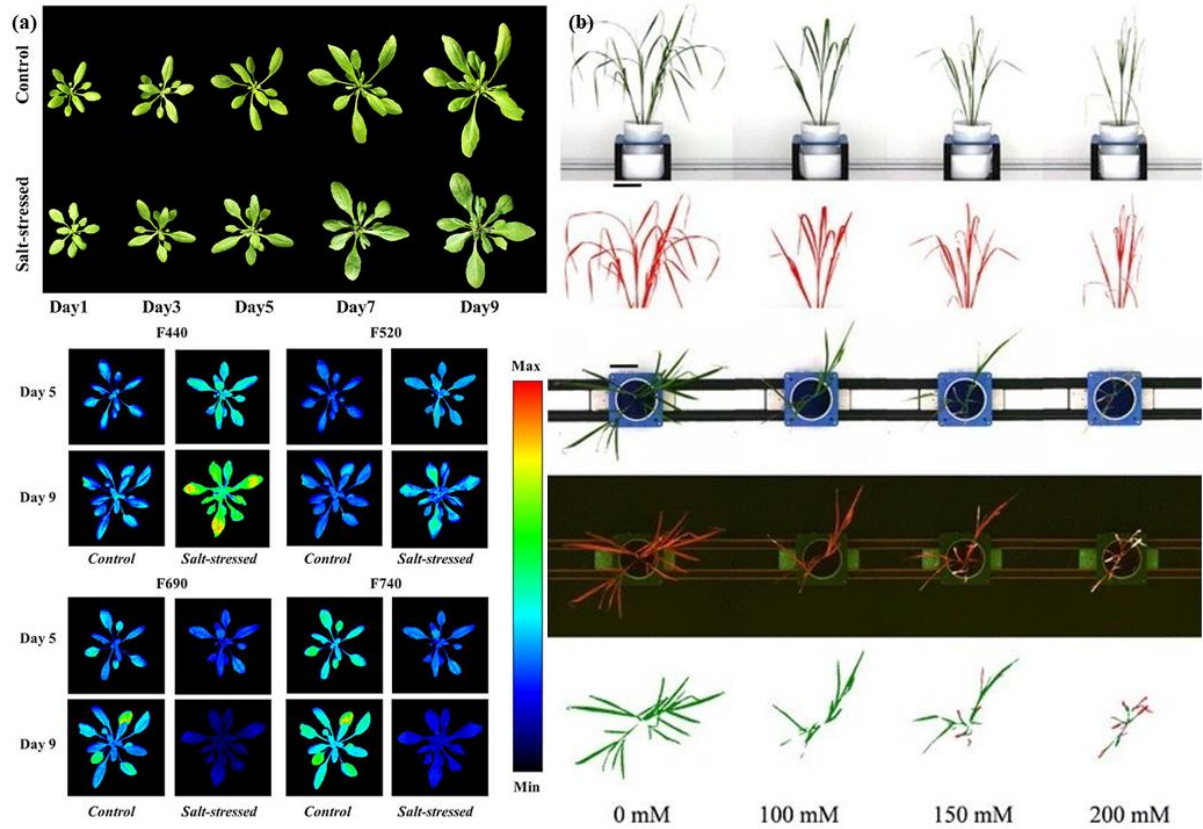 (a)
Control
Salt-stressed
Day1 Day3 Day5 Day7 Day9
F440 F520
Day 5
Day 9
Control Salt-stressed Control Salt-stressed
F690 F740
Day 5
Day 9
Control Salt-stressed Control Salt-stressed
Max
Min
(b)
0 mM 100 mM 150 mM 200 mM